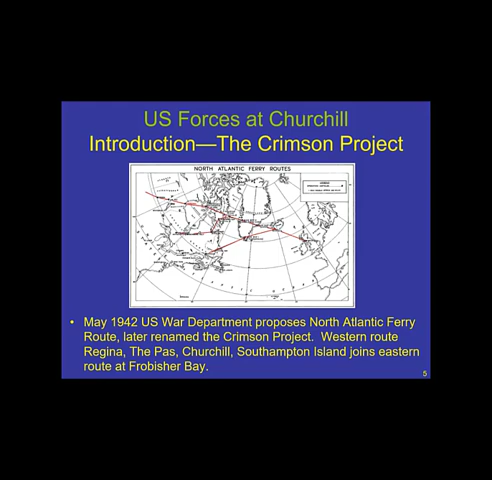 US Forces at Churchill
Introduction—The Crimson Project
NORTH ATLANTIC FERRY ROUTES
• May 1942 US War Department proposes North Atlantic Ferry
Route, later renamed the Crimson Project.  Western route
Regina, The Pas, Churchill, Southampton Island joins eastern
route at Frobisher Bay.
5